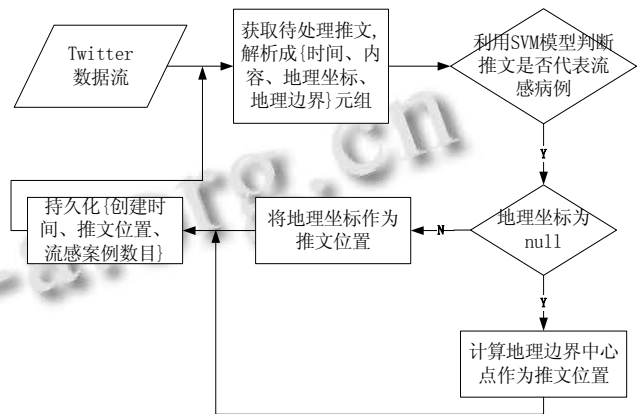 Twitter
数据流
获取待处理推文,
解析成{时间、内
容、地理坐标、
地理边界}元组
利用SVM模型判断
推文是否代表流
感病例
Y
持久化{创建时
间、推文位置、
流感案例数目}
将地理坐标作为
推文位置
N
地理坐标为
null
Y
计算地理边界中心
点作为推文位置